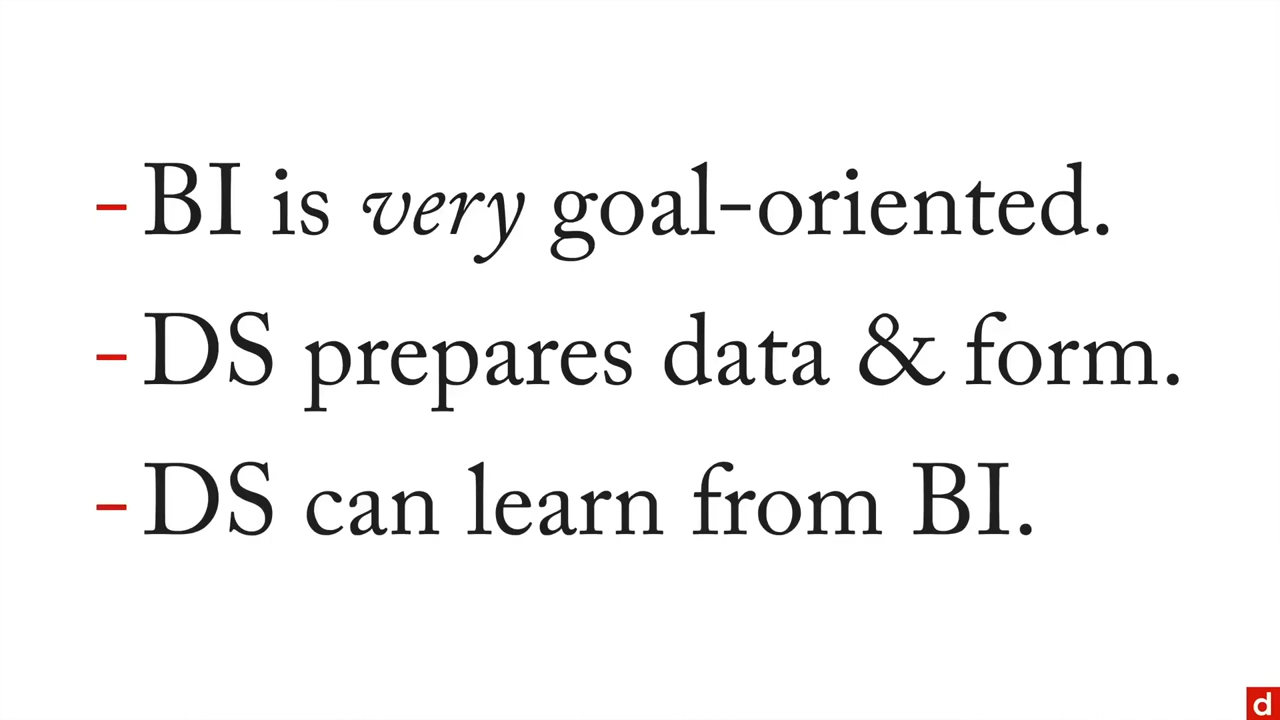 - BI is very goal-oriented.
- DS prepares data & form.
- DS can learn from BI.
d